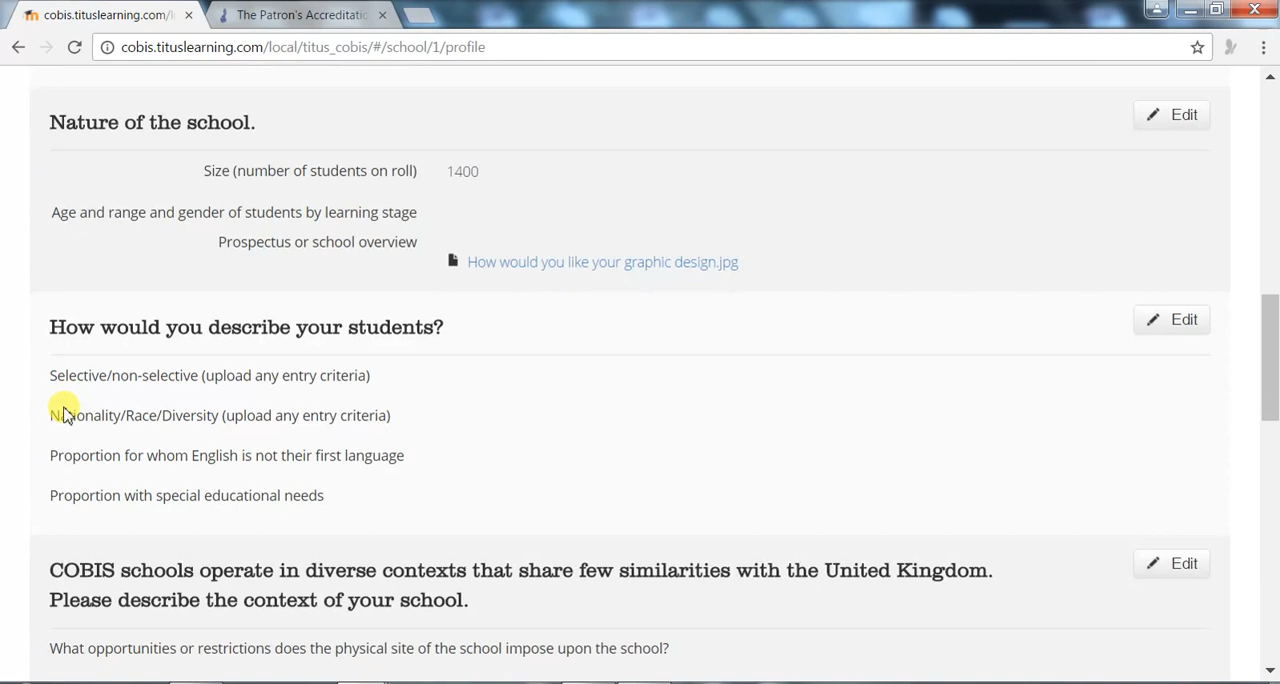 cobis.tituslearning.com/l
The Patron's Accreditatio
cobis.tituslearning.com/local/titus_cobis/#/school/1/profile
Nature of the school.
Edit
Size (number of students on roll) 1400
Age and range and gender of students by learning stage
Prospectus or school overview
How would you like your graphic design.jpg
How would you describe your students?
Edit
Selective/non-selective (upload any entry criteria)
Nationality/Race/Diversity (upload any entry criteria)
Proportion for whom English is not their first language
Proportion with special educational needs
COBIS schools operate in diverse contexts that share few similarities with the United Kingdom.
Edit
Please describe the context of your school.
What opportunities or restrictions does the physical site of the school impose upon the school?